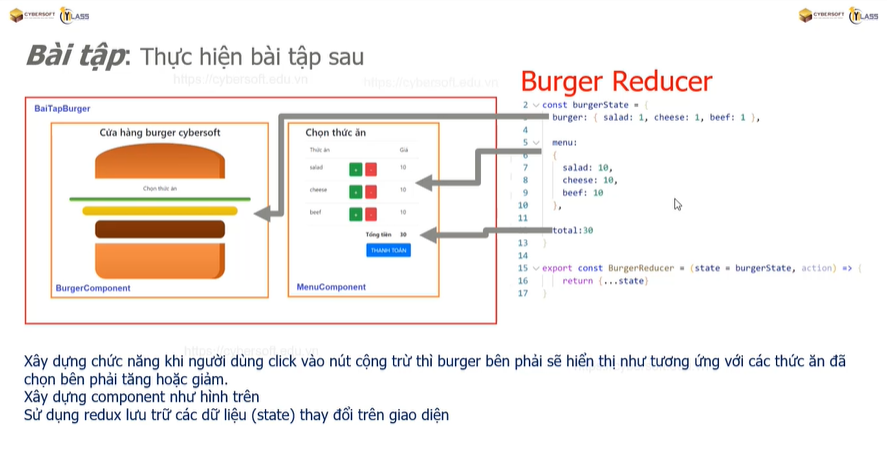 CYBERSOFT
CYLASS
CYBERSOFT
CYLASS
Bài tập: Thực hiện bài tập sau
https://cybersoft.edu.vn
https://cybersoft.edu.vn
Burger Reducer
BaiTapBurger
Cửa hàng burger cybersoft
Chọn thức ăn
BurgerComponent
Chọn thức ăn
Thức ăn Giá
salad + - 10
cheese + - 10
beef + - 10
Tổng tiền 30
THANH TOÁN
MenuComponent
2 const burgerState = {
burger: { salad: 1, cheese: 1, beef: 1 },
4
5 menu:
6 {
7 salad: 10,
8 cheese: 10,
9 beef: 10
10 },
11
total:30
13 }
14
15 export const BurgerReducer = (state = burgerState, action) => {
16 return {...state}
17 }
https://cybersoft.edu.vn
Xây dựng chức năng khi người dùng click vào nút cộng trừ thì burger bên phải sẽ hiển thị như tương ứng với các thức ăn đã
chọn bên phải tăng hoặc giảm.
Xây dựng component như hình trên
Sử dụng redux lưu trữ các dữ liệu (state) thay đổi trên giao diện